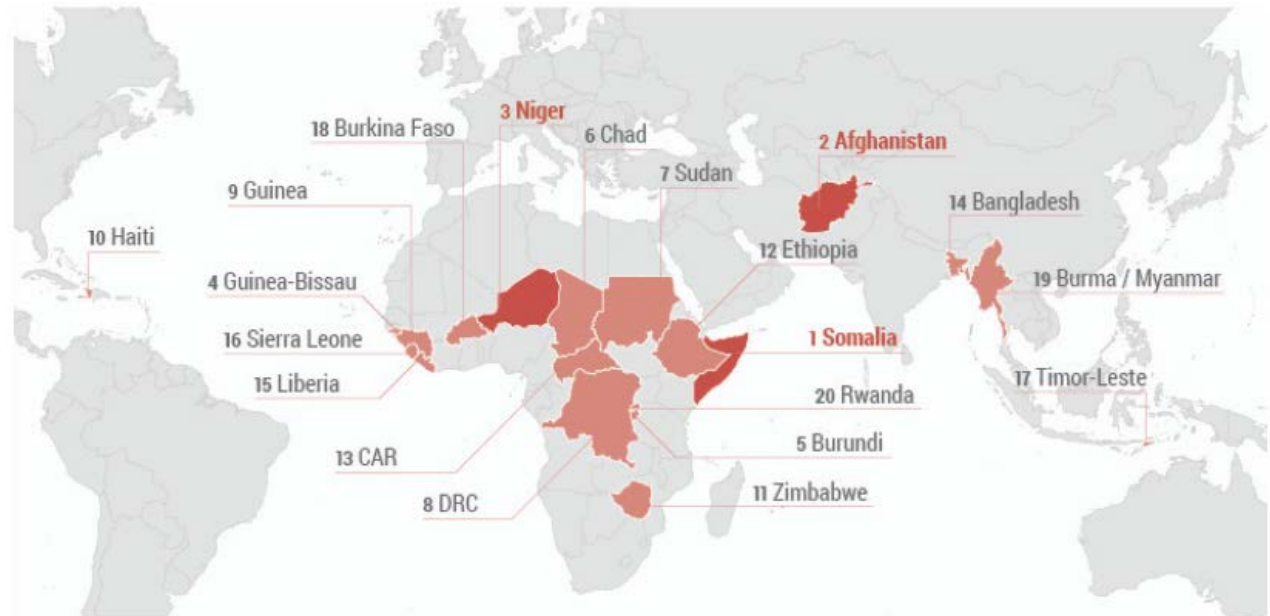 3 Niger
18 Burkina Faso
6 Chad
2 Afghanistan
7 Sudan
9 Guinea
14 Bangladesh
10 Haiti
12 Ethiopia
4 Guinea-Bissau
19 Burma / Myanmar
16 Sierra Leone
1 Somalia
15 Liberia
17 Timor-Leste
20 Rwanda
5 Burundi
13 CAR
11 Zimbabwe
8 DRC